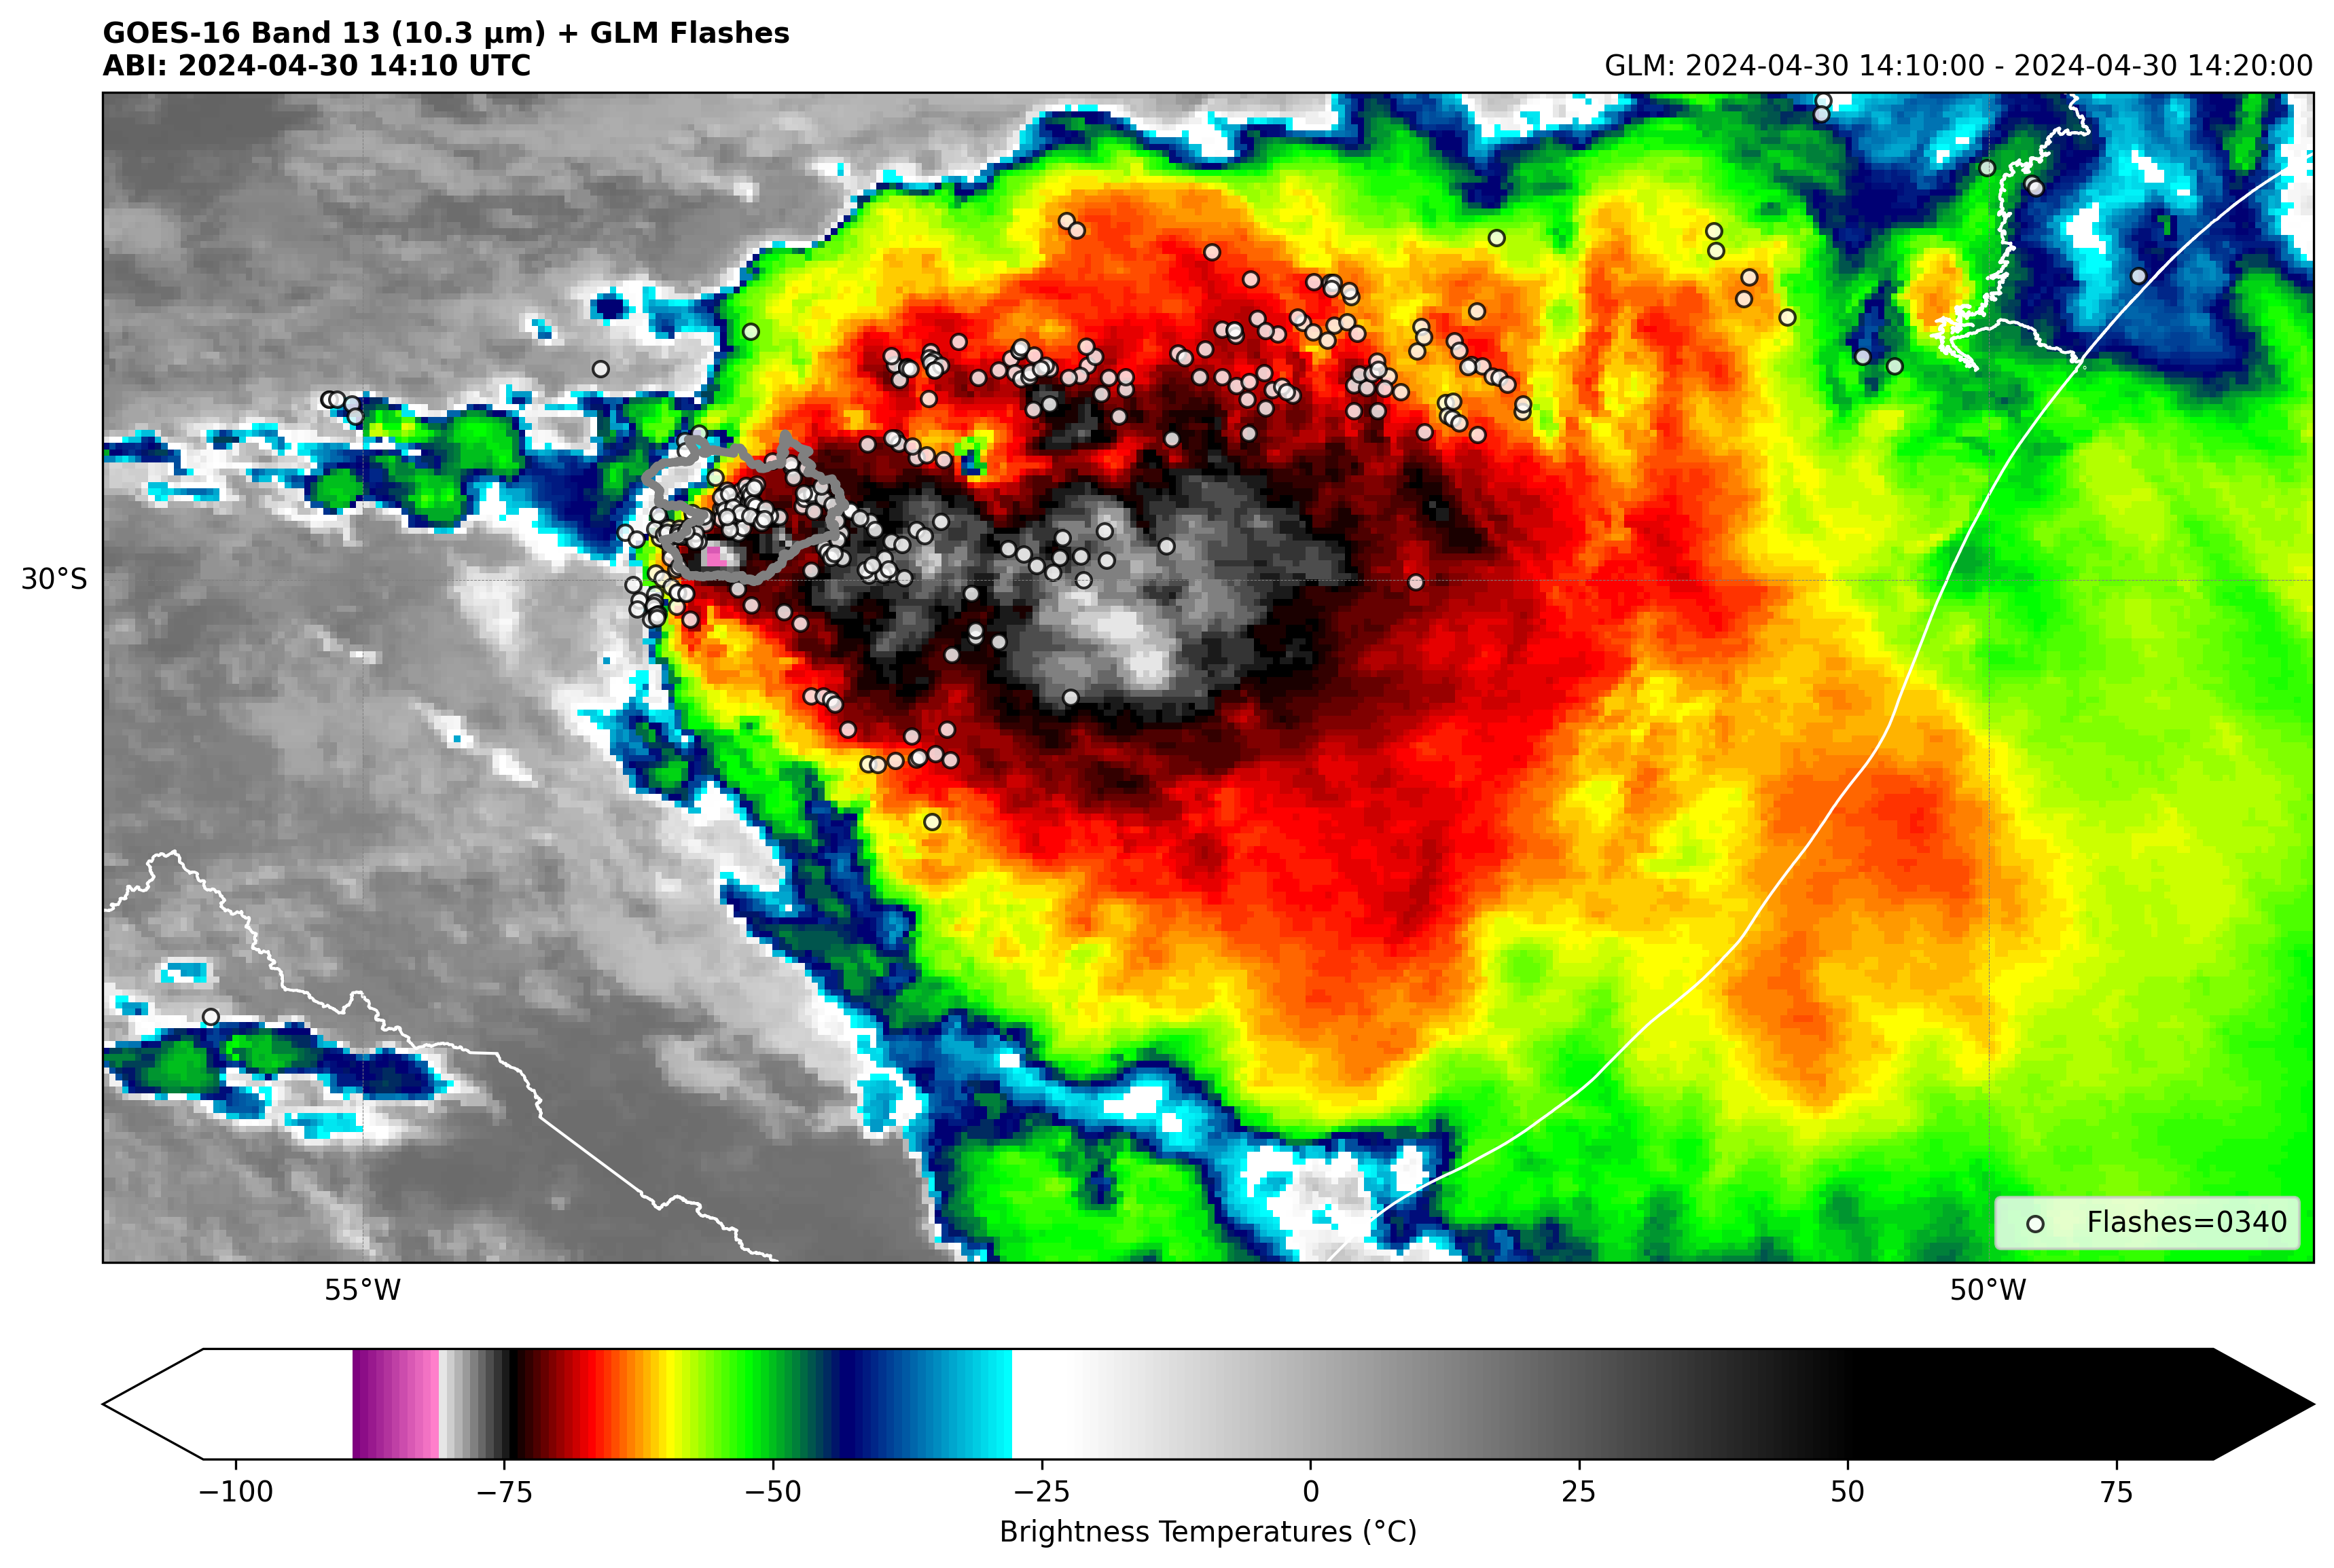 GOES-16 Band 13 (10.3 µm) + GLM Flashes
ABI: 2024-04-30 14:10 UTC
GLM: 2024-04-30 14:10:00 - 2024-04-30 14:20:00
30°S
Flashes=0340
55°W
50°W
−100
−75
−50
−25
0
25
50
75
Brightness Temperatures (°C)